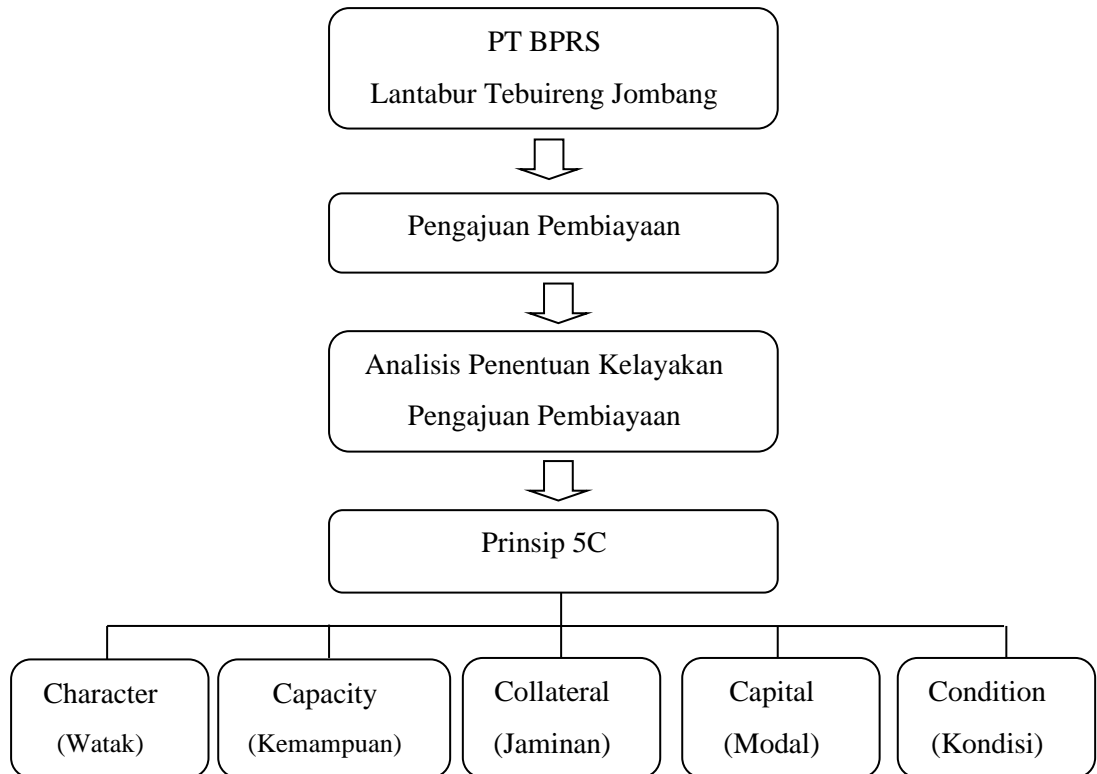 PT BPRS
Lantabur Tebuireng Jombang
Pengajuan Pembiayaan
Analisis Penentuan Kelayakan
Pengajuan Pembiayaan
Prinsip 5C
Character
(Watak)
Capacity
(Kemampuan)
Collateral
(Jaminan)
Capital
(Modal)
Condition
(Kondisi)